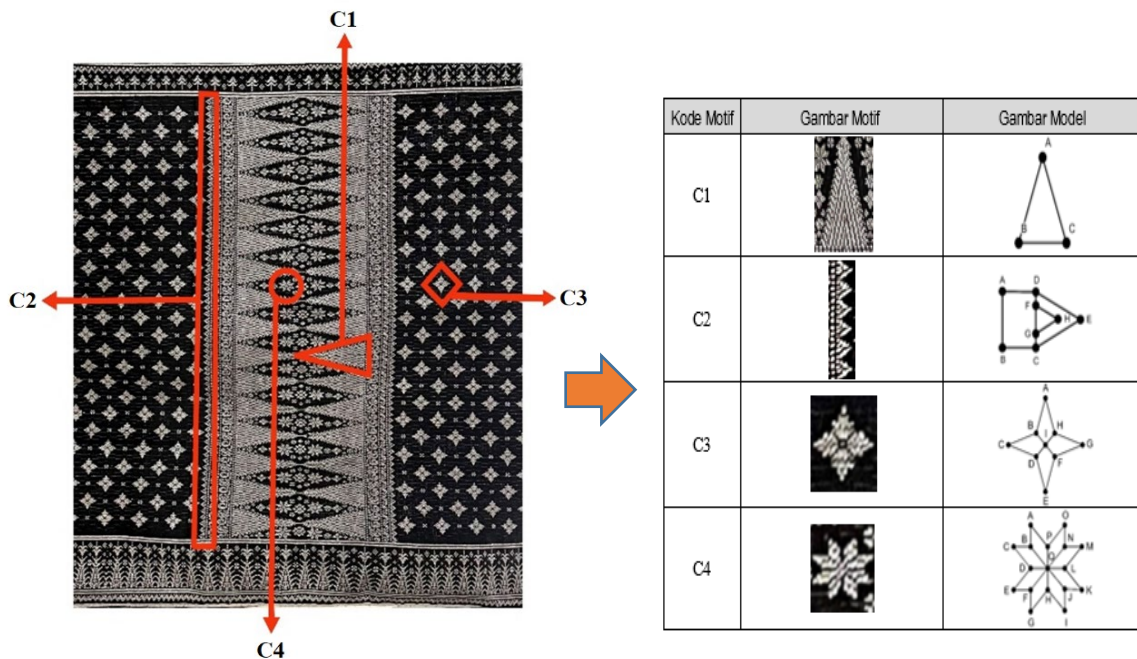 C1
C2
C3
C4
Kode Motif Gambar Motif Gambar Model
C1
A
B C
C2
A D
F
H E
G
B C
C3
A
B I H
C G
D F
E
C4
A O
P
C B N M
Q
D L
E F J K
H
G I